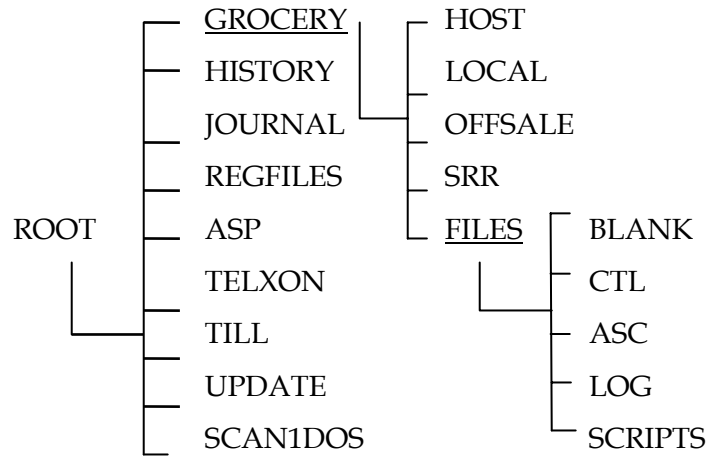 GROCERY HOST
HISTORY LOCAL
JOURNAL OFFSALE
REGFILES SRR
ROOT ASP FILES BLANK
TELXON CTL
TILL ASC
UPDATE LOG
SCAN1DOS SCRIPTS